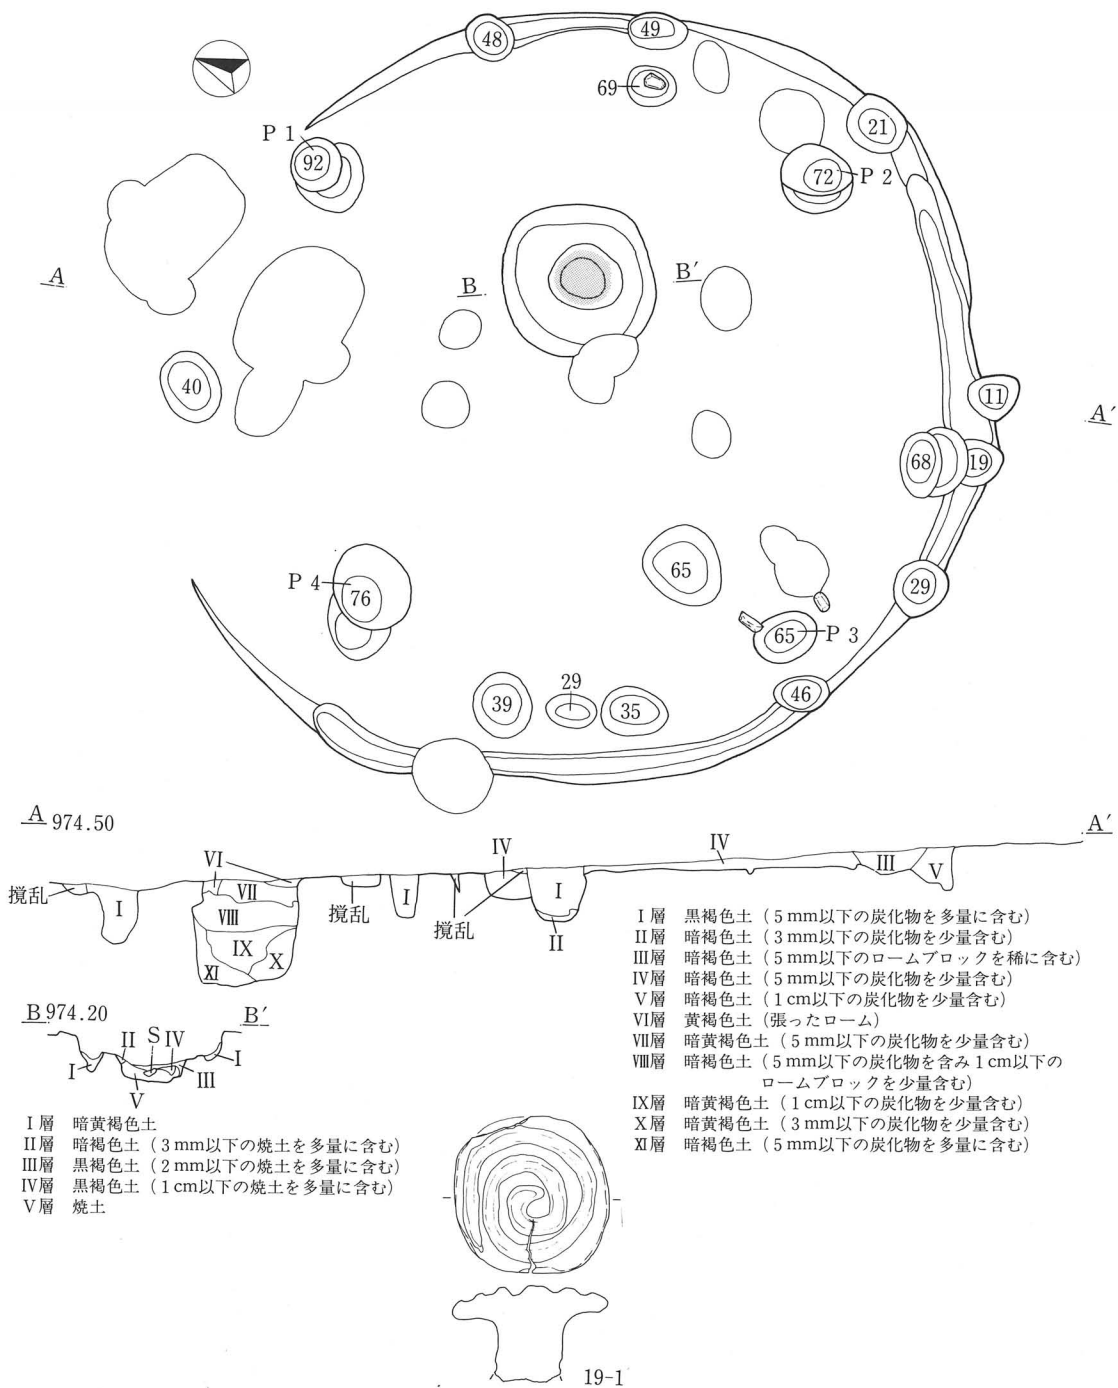 48
49
69
21
P 1
92
72
P 2
A
B
B′
40
11
A′
68
19
65
29
P 4
76
65
P 3
29
39
35
46
A 974.50
A′
VI
IV
IV
VII
III
V
撹乱
I
撹乱
I
I
VIII
撹乱
II
IX
X
XI
B 974.20
B′
II
S
IV
I
I
III
V
I層 黒褐色土（5mm以下の炭化物を多量に含む）
II層 暗褐色土（3mm以下の炭化物を少量含む）
III層 暗褐色土（5mm以下のロームブロックを稀に含む）
IV層 暗褐色土（5mm以下の炭化物を少量含む）
V層 暗褐色土（1cm以下の炭化物を少量含む）
VI層 黄褐色土（張ったローム）
VII層 暗黄褐色土（5mm以下の炭化物を少量含む）
VIII層 暗褐色土（5mm以下の炭化物を含み1cm以下の
ロームブロックを少量含む）
IX層 暗黄褐色土（1cm以下の炭化物を少量含む）
X層 暗黄褐色土（3mm以下の炭化物を少量含む）
XI層 暗褐色土（5mm以下の炭化物を多量に含む）
I層 暗黄褐色土
II層 暗褐色土（3mm以下の焼土を多量に含む）
III層 黒褐色土（2mm以下の焼土を多量に含む）
IV層 黒褐色土（1cm以下の焼土を多量に含む）
V層 焼土
19-1